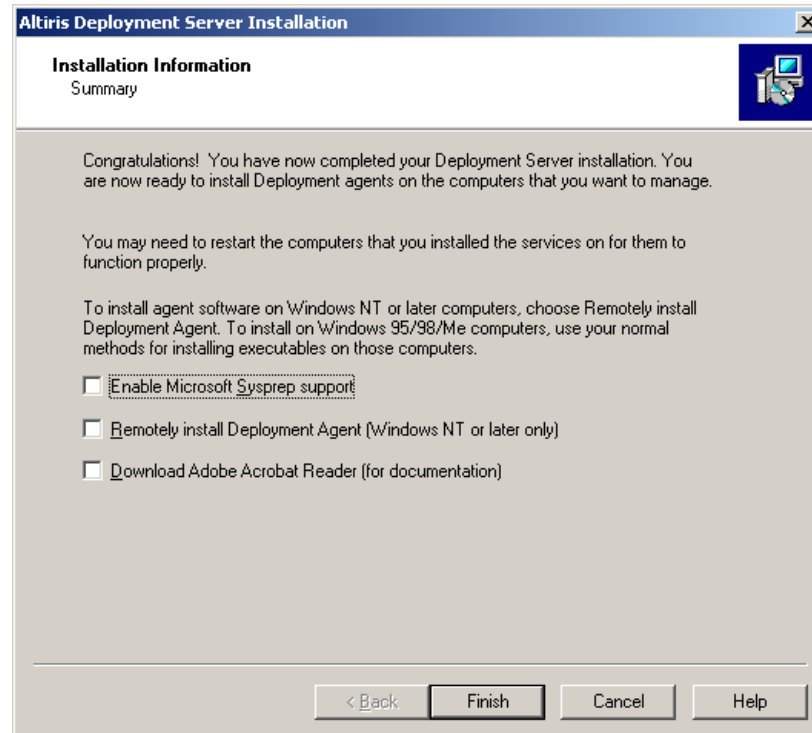 Altiris Deployment Server Installation
Installation Information
Summary
Congratulations! You have now completed your Deployment Server installation. You
are now ready to install Deployment agents on the computers that you want to manage.
You may need to restart the computers that you installed the services on for them to
function properly.
To install agent software on Windows NT or later computers, choose Remotely install
Deployment Agent. To install on Windows 95/98/Me computers, use your normal
methods for installing executables on those computers.
Enable Microsoft Sysprep support
Remotely install Deployment Agent (Windows NT or later only)
Download Adobe Acrobat Reader (for documentation)
< Back Finish Cancel Help